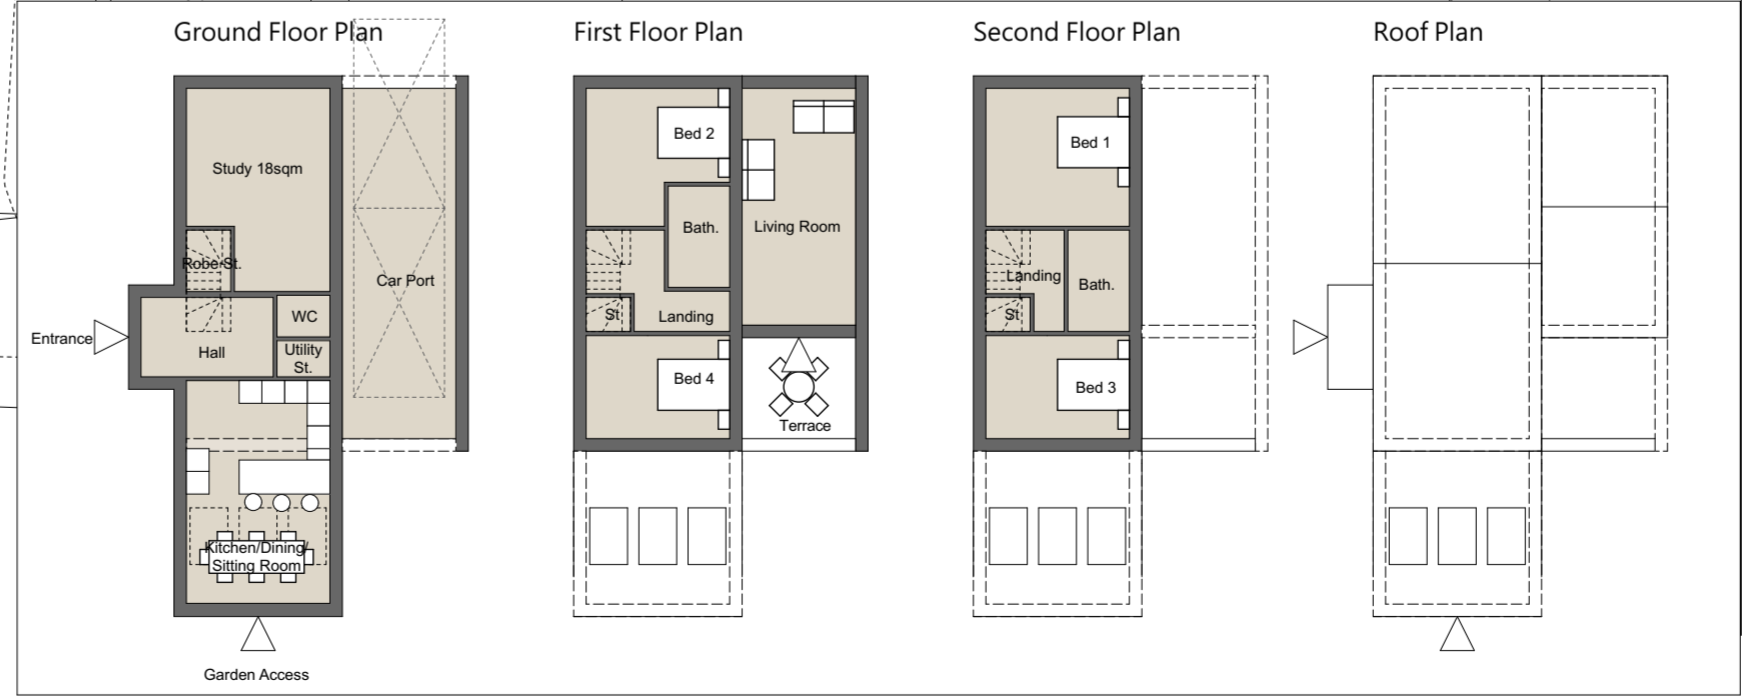 Ground Floor Plan
Study 18sqm
Robe St.
Car Port
WC
Entrance
Hall
Utility
St.
Kitchen/Dining/
Sitting Room
Garden Access
First Floor Plan
Bed 2
Bath.
Living Room
St
Landing
Bed 4
Terrace
Second Floor Plan
Bed 1
Landing
Bath.
St
Bed 3
Roof Plan